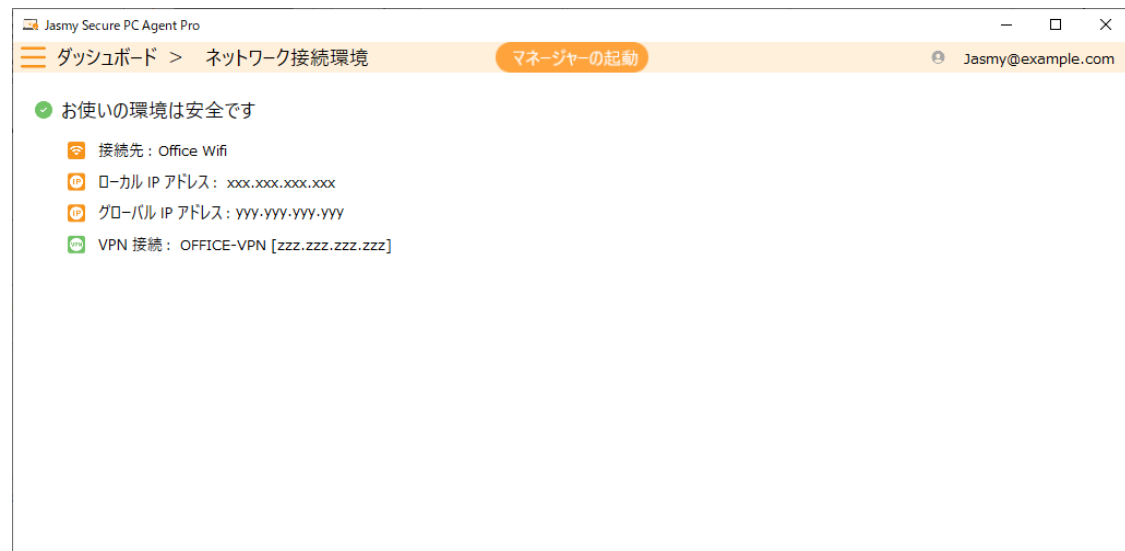 Jasmy Secure PC Agent Pro
ダッシュボード > ネットワーク接続環境 マネージャーの起動 Jasmy@example.com
お使いの環境は安全です
接続先 : Office Wifi
IP ローカル IP アドレス : xxx.xxx.xxx.xxx
IP グローバル IP アドレス : yyy.yyy.yyy.yyy
VPN VPN 接続 : OFFICE-VPN [zzz.zzz.zzz.zzz]